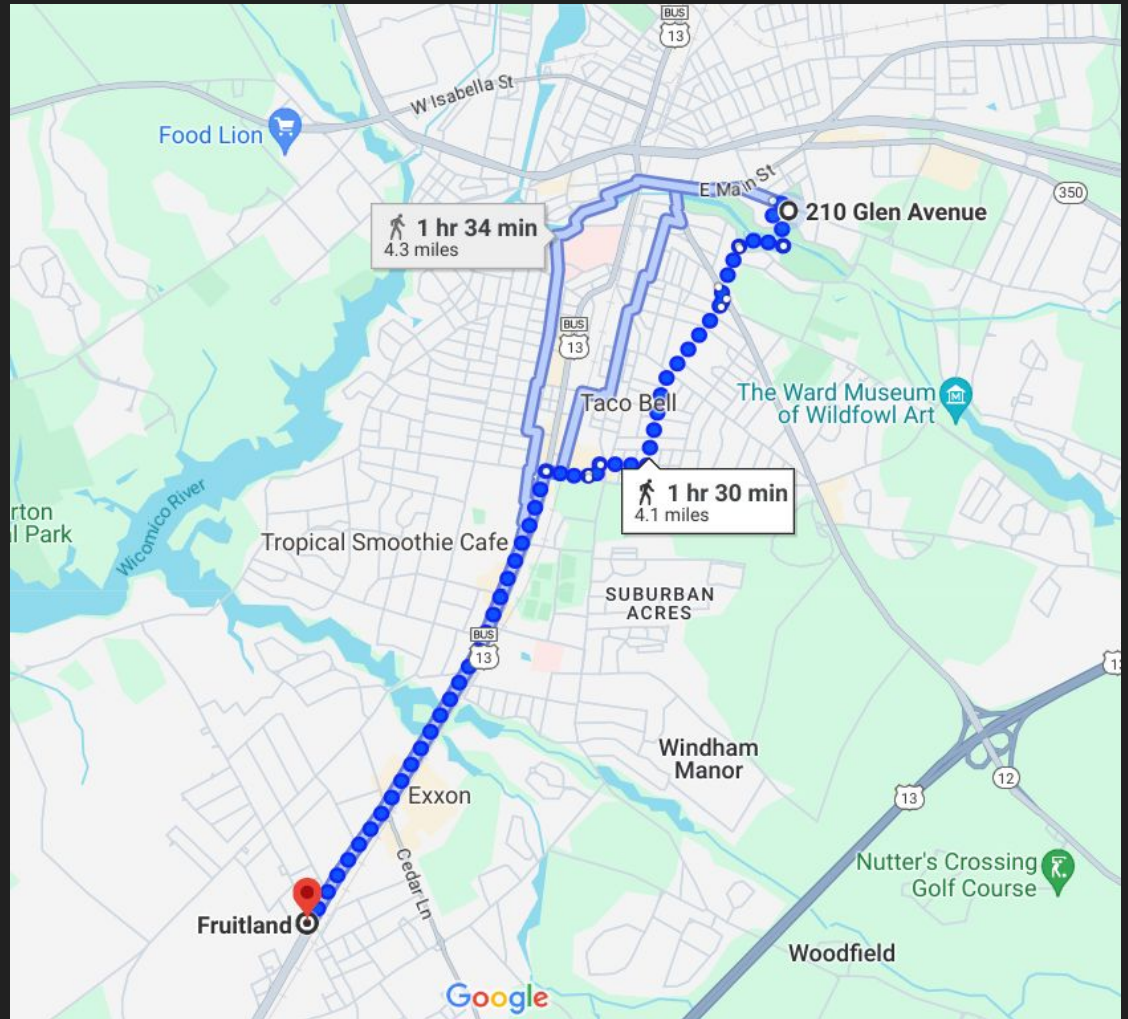 BUS
13
W Isabella St
Food Lion
E Main St
350
210 Glen Avenue
1 hr 34 min
4.3 miles
BUS
13
Taco Bell
The Ward Museum
of Wildfowl Art
1 hr 30 min
4.1 miles
rton
l Park
Wicomico River
Tropical Smoothie Cafe
SUBURBAN
ACRES
BUS
13
13
Windham
Manor
12
13
Exxon
Cedar Ln
Nutter's Crossing
Golf Course
Fruitland
Woodfield
Google